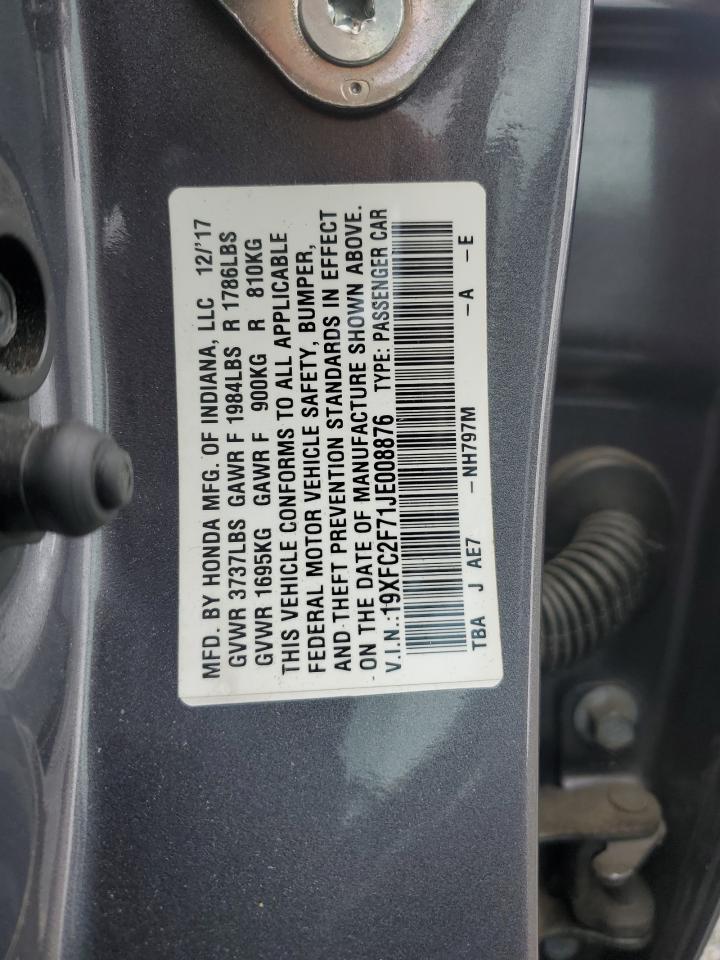 MFD. BY HONDA MFG. OF INDIANA, LLC 12/'17
GVWR 3737LBS GAWR F 1984LBS R 1786LBS
GVWR 1695KG GAWR F 900KG R 810KG
THIS VEHICLE CONFORMS TO ALL APPLICABLE
FEDERAL MOTOR VEHICLE SAFETY, BUMPER,
AND THEFT PREVENTION STANDARDS IN EFFECT
ON THE DATE OF MANUFACTURE SHOWN ABOVE.
V.I.N.:19XFC2F71JE008876 TYPE: PASSENGER CAR
TBA J AE7 -NH797M -A -E